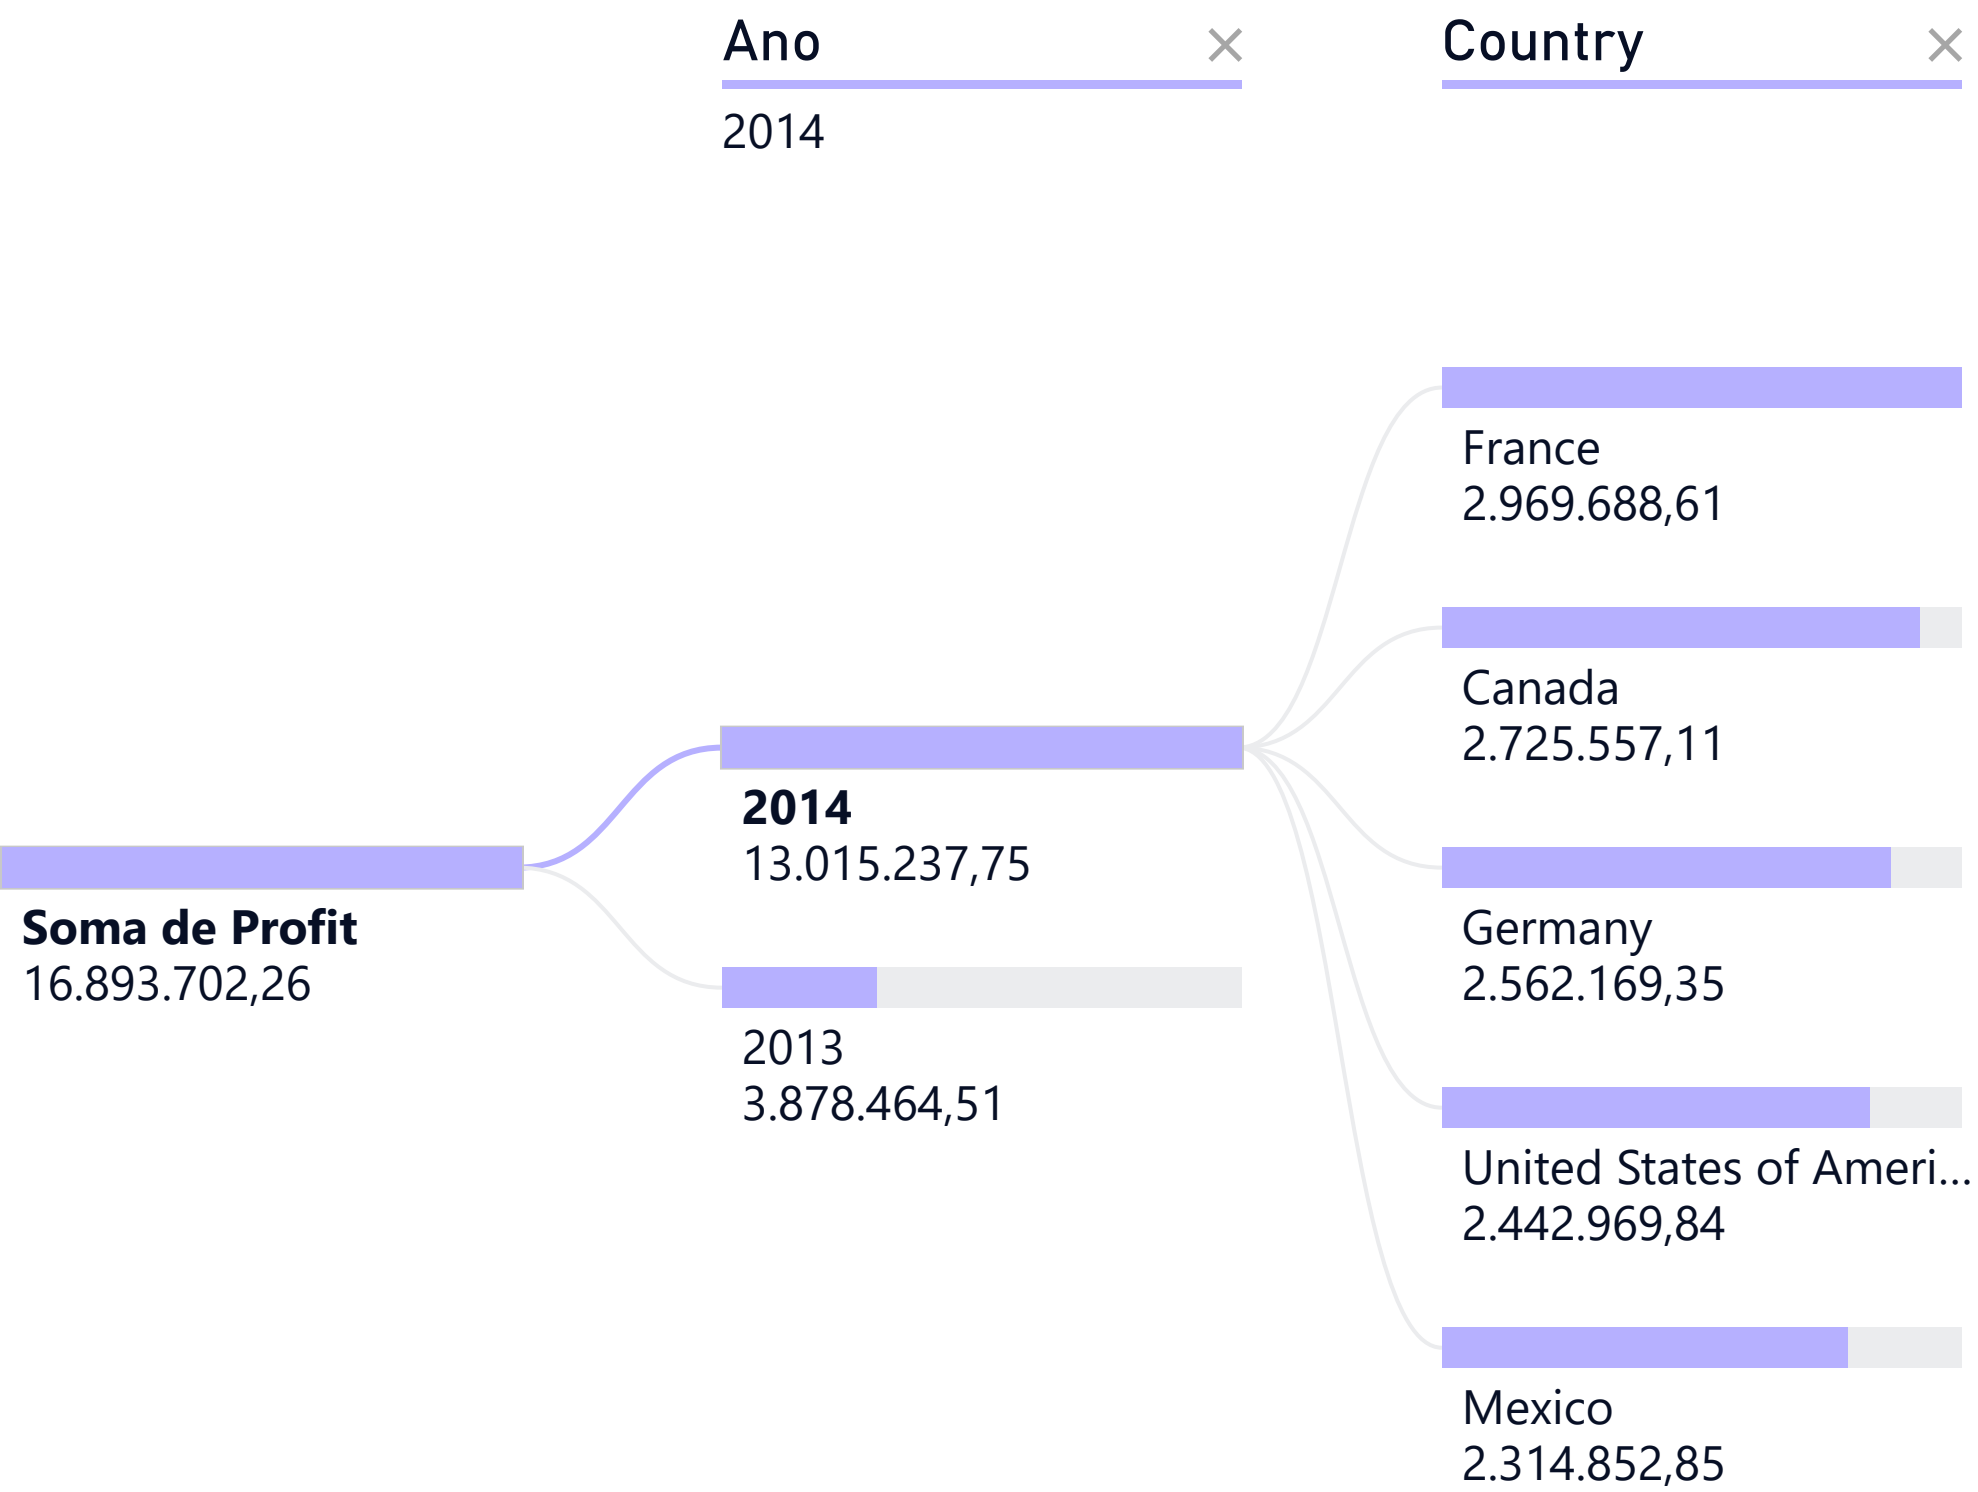 Ano
Country
2014
France
2.969.688,61
Canada
2.725.557,11
2014
13.015.237,75
Soma de Profit
16.893.702,26
Germany
2.562.169,35
2013
3.878.464,51
United States of Ameri...
2.442.969,84
Mexico
2.314.852,85